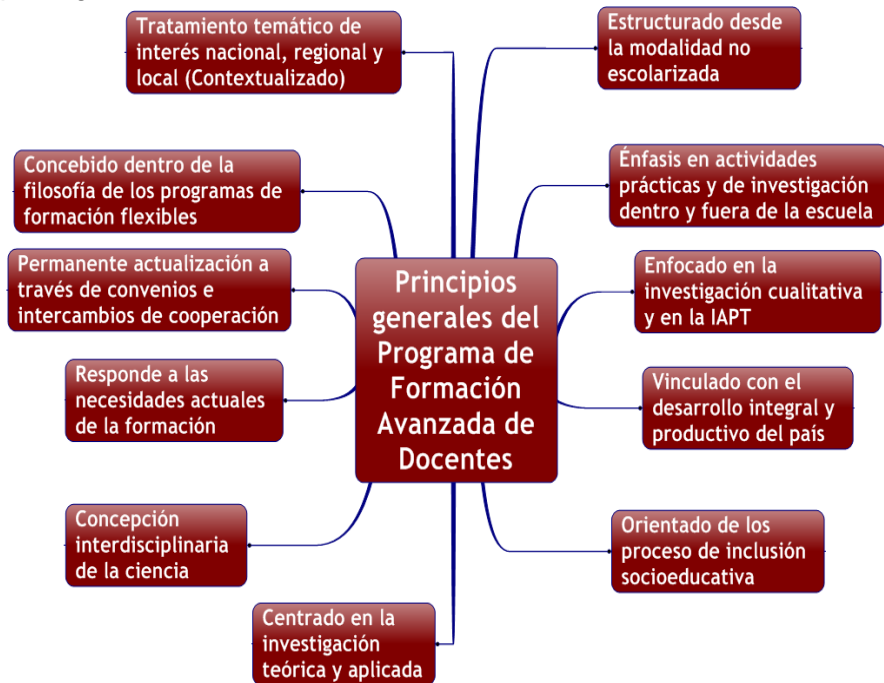 Tratamiento temático de
interés nacional, regional y
local (Contextualizado)
Estructurado desde
la modalidad no
escolarizada
Concebido dentro de la
filosofía de los programas de
formación flexibles
Énfasis en actividades
prácticas y de investigación
dentro y fuera de la escuela
Permanente actualización a
través de convenios e
intercambios de cooperación
Principios
generales del
Programa de
Formación
Avanzada de
Docentes
Enfocado en la
investigación cualitativa
y en la IAPT
Responde a las
necesidades actuales
de la formación
Vinculado con el
desarrollo integral y
productivo del país
Concepción
interdisciplinaria
de la ciencia
Orientado de los
proceso de inclusión
socioeducativa
Centrado en la
investigación
teórica y aplicada